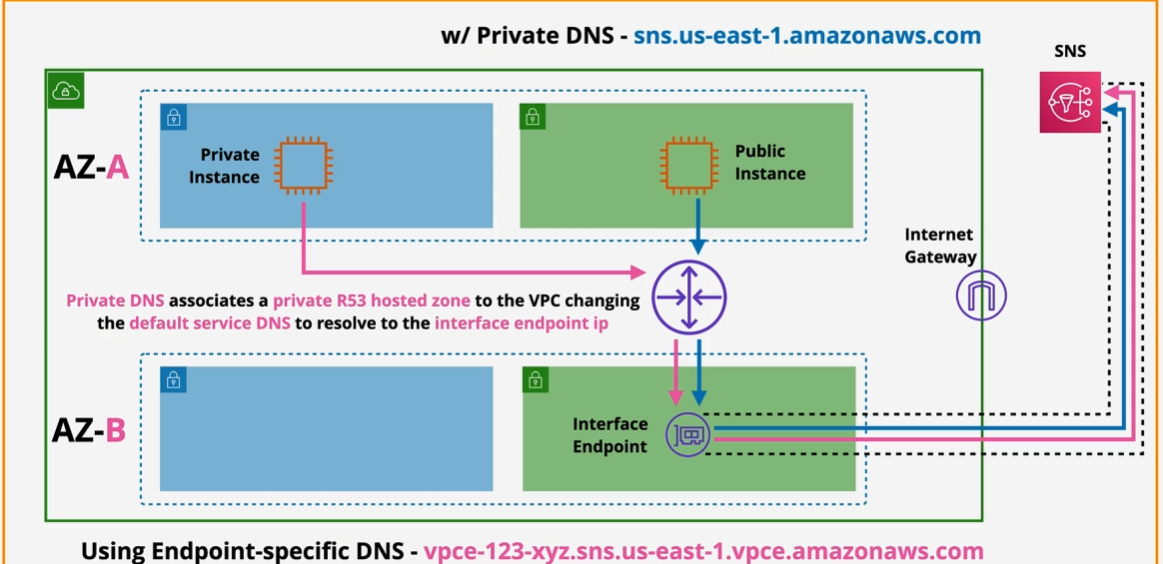 w/ Private DNS - sns.us-east-1.amazonaws.com
SNS
AZ-A
Private
Instance
Public
Instance
Internet
Gateway
Private DNS associates a private R53 hosted zone to the VPC changing
the default service DNS to resolve to the interface endpoint ip
AZ-B
Interface
Endpoint
Using Endpoint-specific DNS - vpce-123-xyz.sns.us-east-1.vpce.amazonaws.com